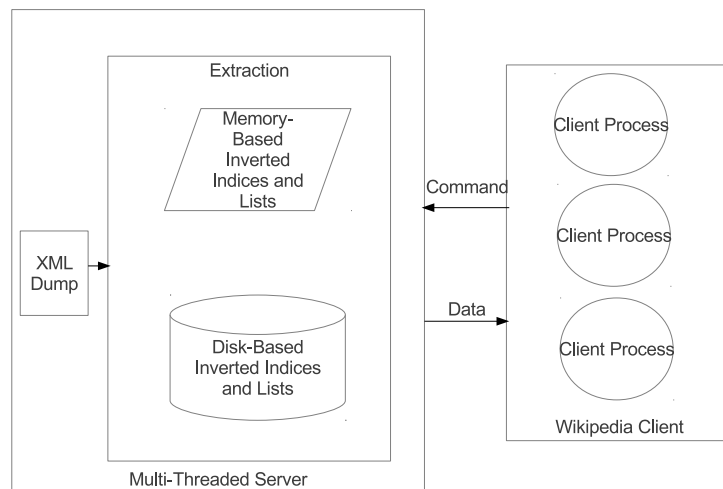 Extraction
Memory-
Based
Inverted
Indices and
Lists
XML
Dump
Disk-Based
Inverted Indices
and Lists
Multi-Threaded Server
Command
Data
Client Process
Client Process
Client Process
Wikipedia Client